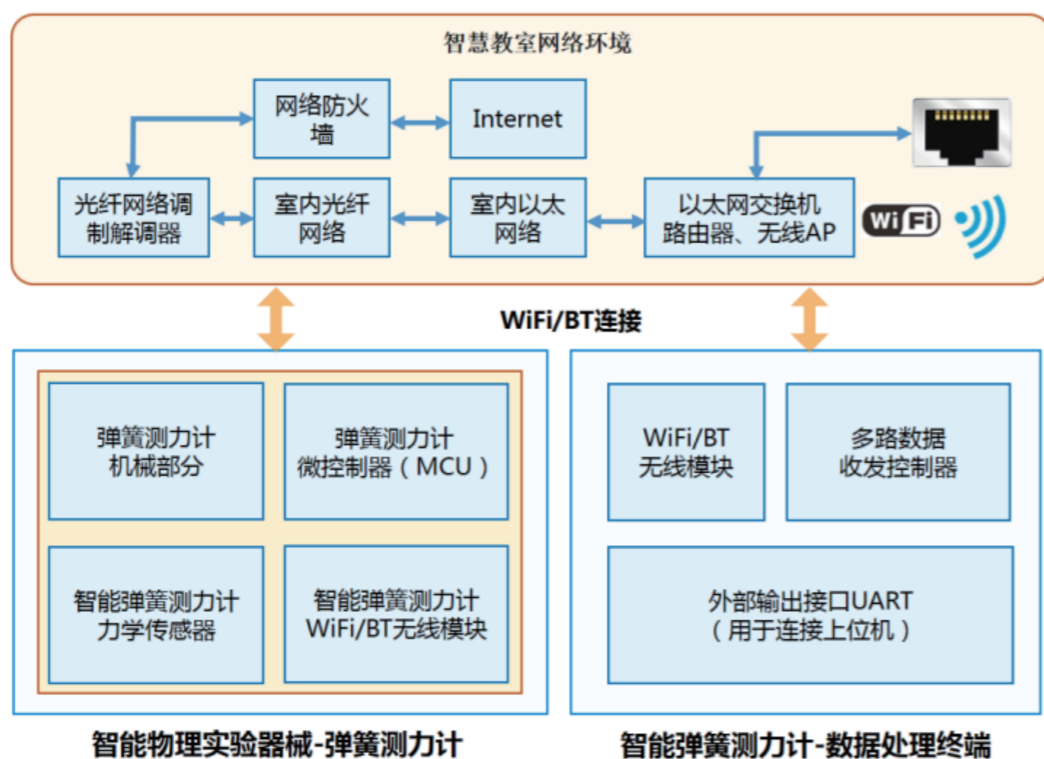 智慧教室网络环境
网络防火
墙
Internet
光纤网络调
制解调器
室内光纤
网络
室内以太
网络
以太网交换机
路由器、无线AP
WiFi
WiFi/BT连接
弹簧测力计
机械部分
弹簧测力计
微控制器（MCU）
智能弹簧测力计
力学传感器
智能弹簧测力计
WiFi/BT无线模块
WiFi/BT
无线模块
多路数据
收发控制器
外部输出接口UART
（用于连接上位机）
智能物理实验器械-弹簧测力计
智能弹簧测力计-数据处理终端